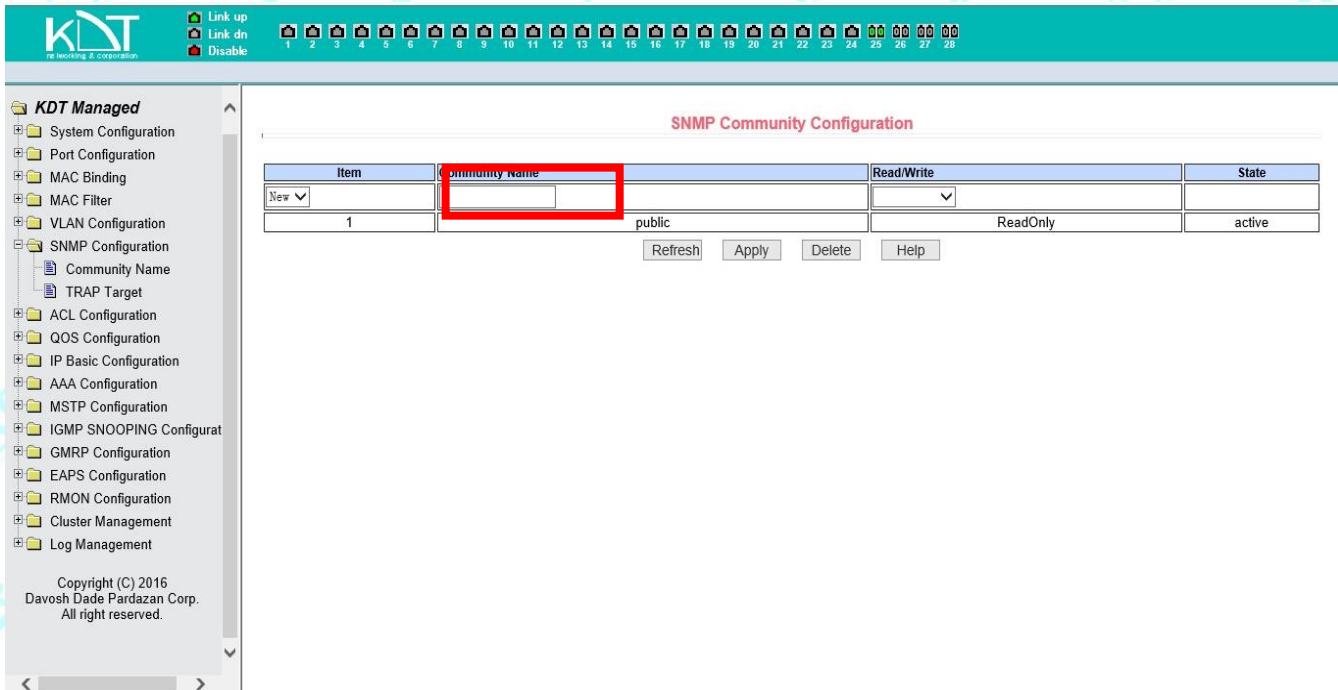 KDT
Link up
Link dn
Disable
1 2 3 4 5 6 7 8 9 10 11 12 13 14 15 16 17 18 19 20 21 22 23 24 25 26 27 28
KDT Managed
System Configuration
Port Configuration
MAC Binding
MAC Filter
VLAN Configuration
SNMP Configuration
Community Name
TRAP Target
ACL Configuration
QOS Configuration
IP Basic Configuration
AAA Configuration
MSTP Configuration
IGMP SNOOPING Configurat
GMRP Configuration
EAPS Configuration
RMON Configuration
Cluster Management
Log Management
Copyright (C) 2016
Davosh Dade Pardazan Corp.
All right reserved.
SNMP Community Configuration
Item Community Name Read/Write State
New
1 public ReadOnly active
Refresh Apply Delete Help